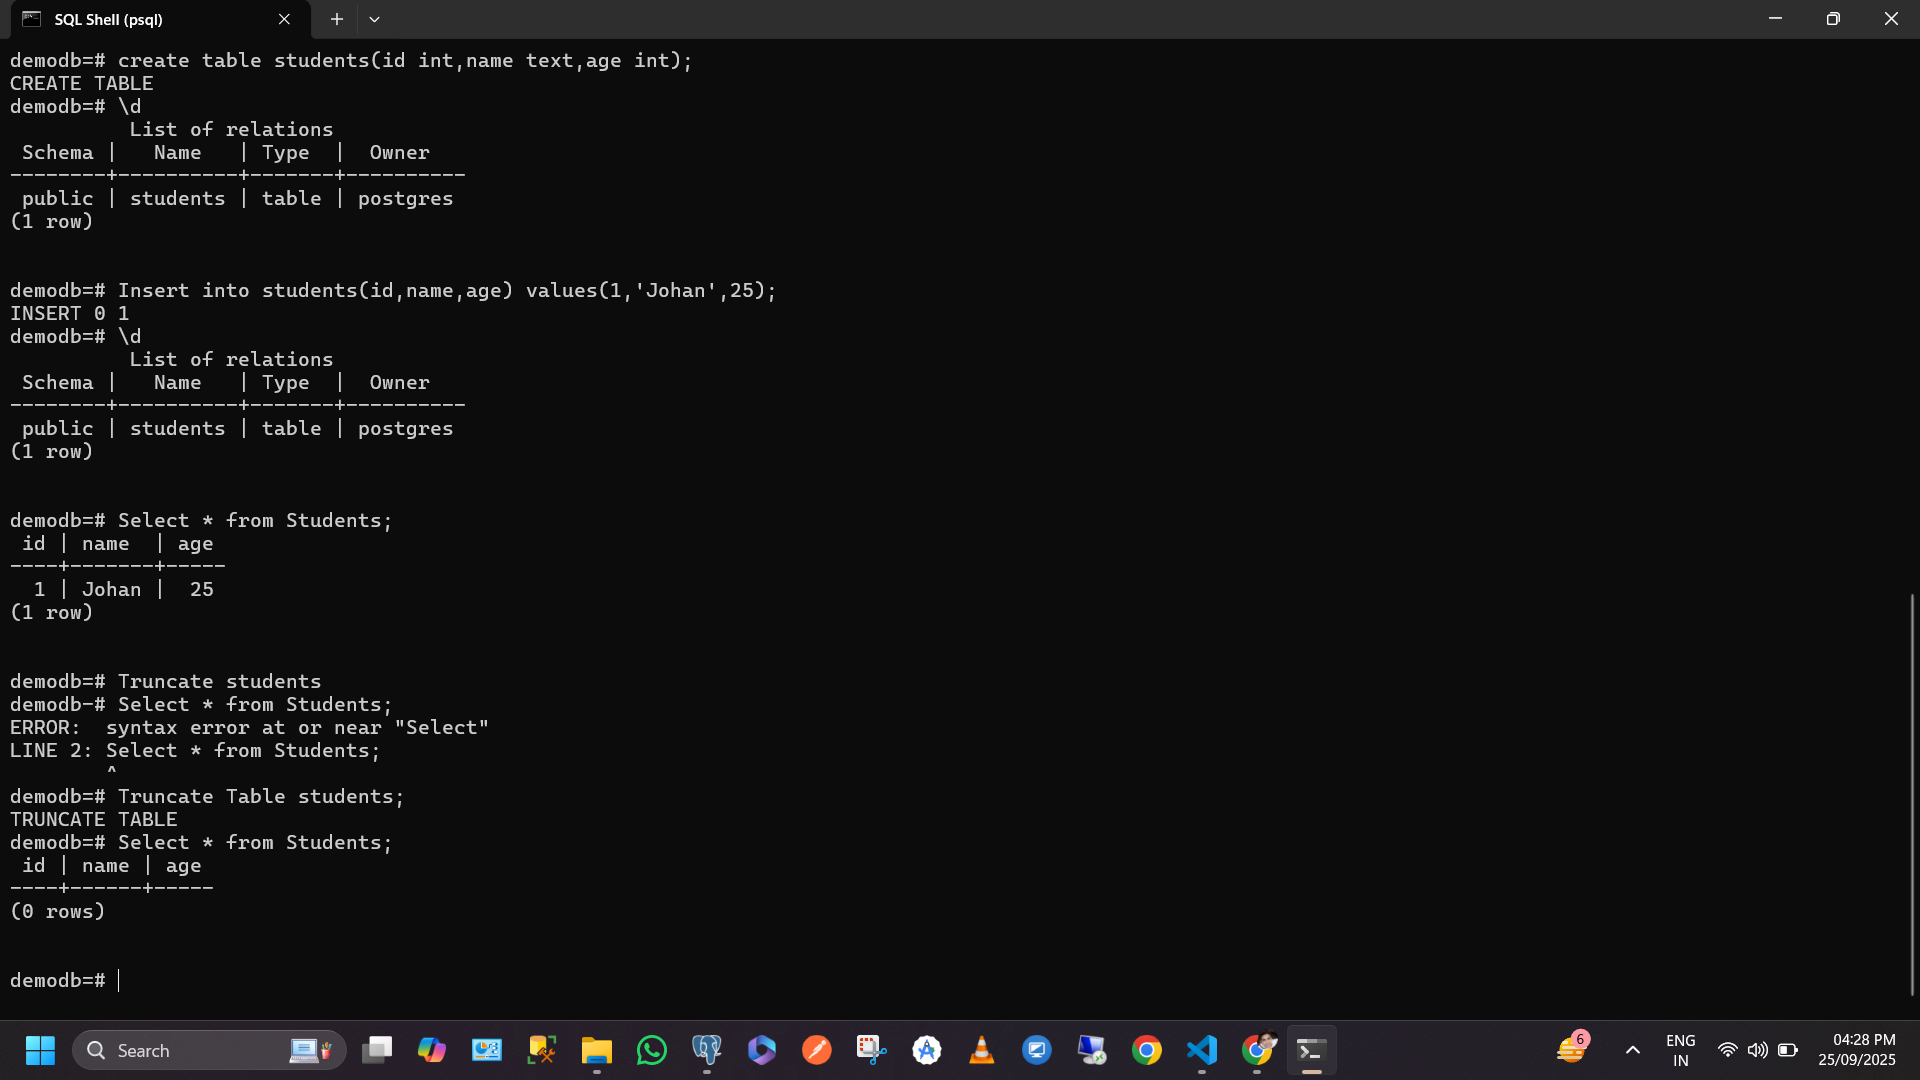 SQL Shell (psql)
demodb=# create table students(id int,name text,age int);
CREATE TABLE
demodb=# \d
          List of relations
 Schema |   Name   | Type  |  Owner
--------+----------+-------+----------
 public | students | table | postgres
(1 row)
demodb=# Insert into students(id,name,age) values(1,'Johan',25);
INSERT 0 1
demodb=# \d
          List of relations
 Schema |   Name   | Type  |  Owner
--------+----------+-------+----------
 public | students | table | postgres
(1 row)
demodb=# Select * from Students;
 id | name  | age
----+-------+-----
  1 | Johan |  25
(1 row)
demodb=# Truncate students
demodb-# Select * from Students;
ERROR:  syntax error at or near "Select"
LINE 2: Select * from Students;
        ^
demodb=# Truncate Table students;
TRUNCATE TABLE
demodb=# Select * from Students;
 id | name | age
----+------+-----
(0 rows)
demodb=#
Search
6
ENG
IN
04:28 PM
25/09/2025